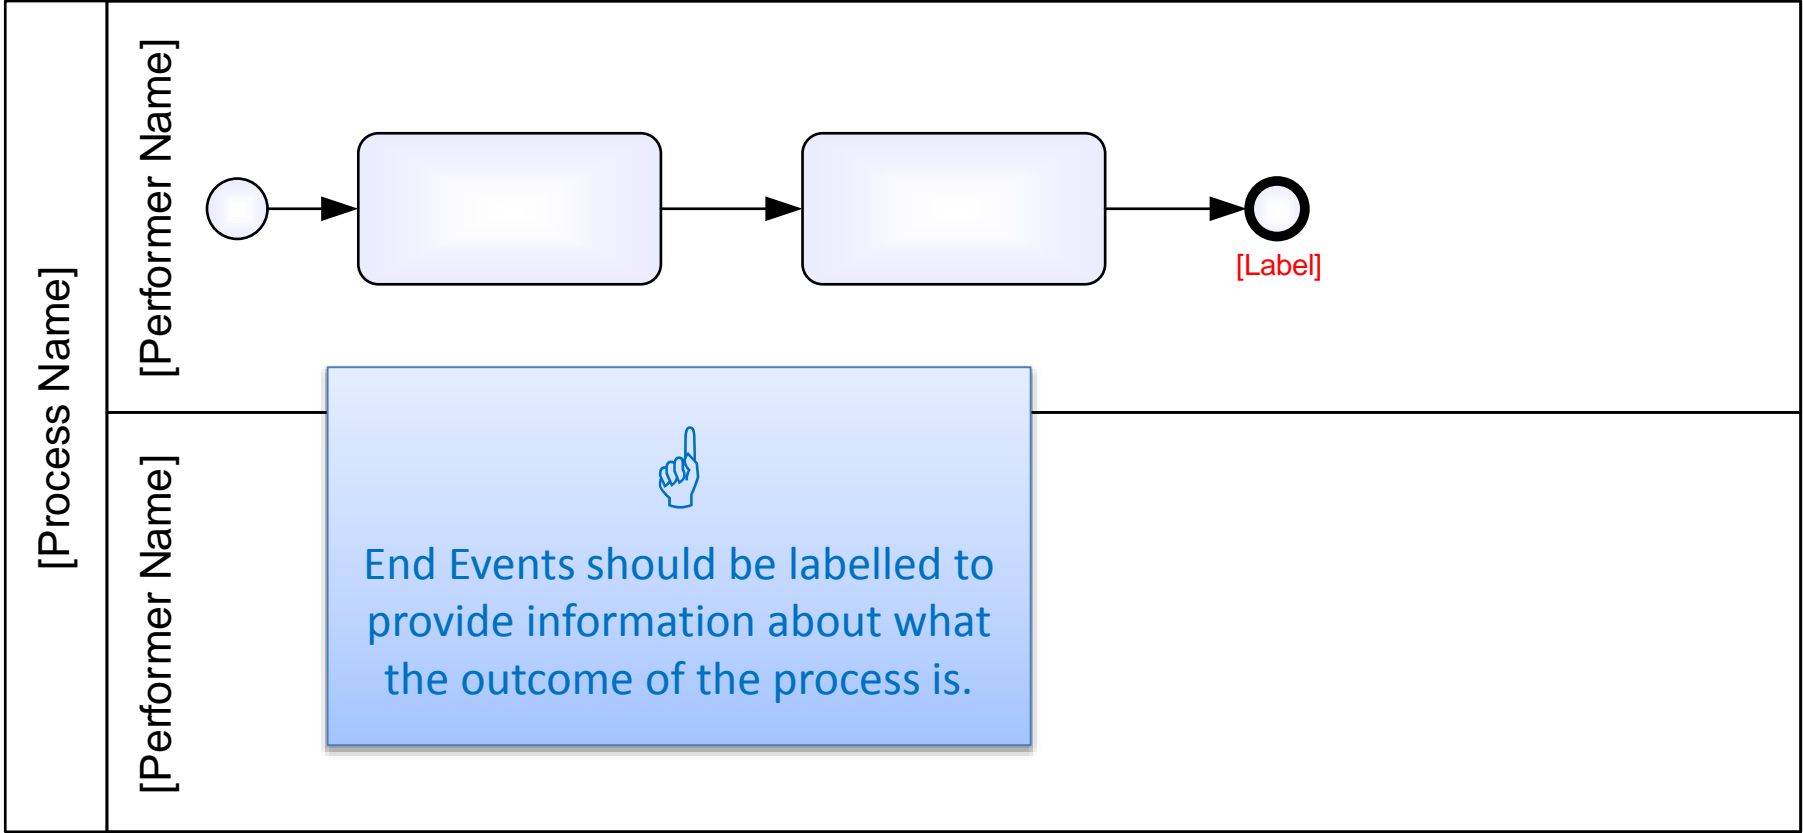 [Process Name]
[Performer Name]
[Label]
[Performer Name]
End Events should be labelled to
provide information about what
the outcome of the process is.